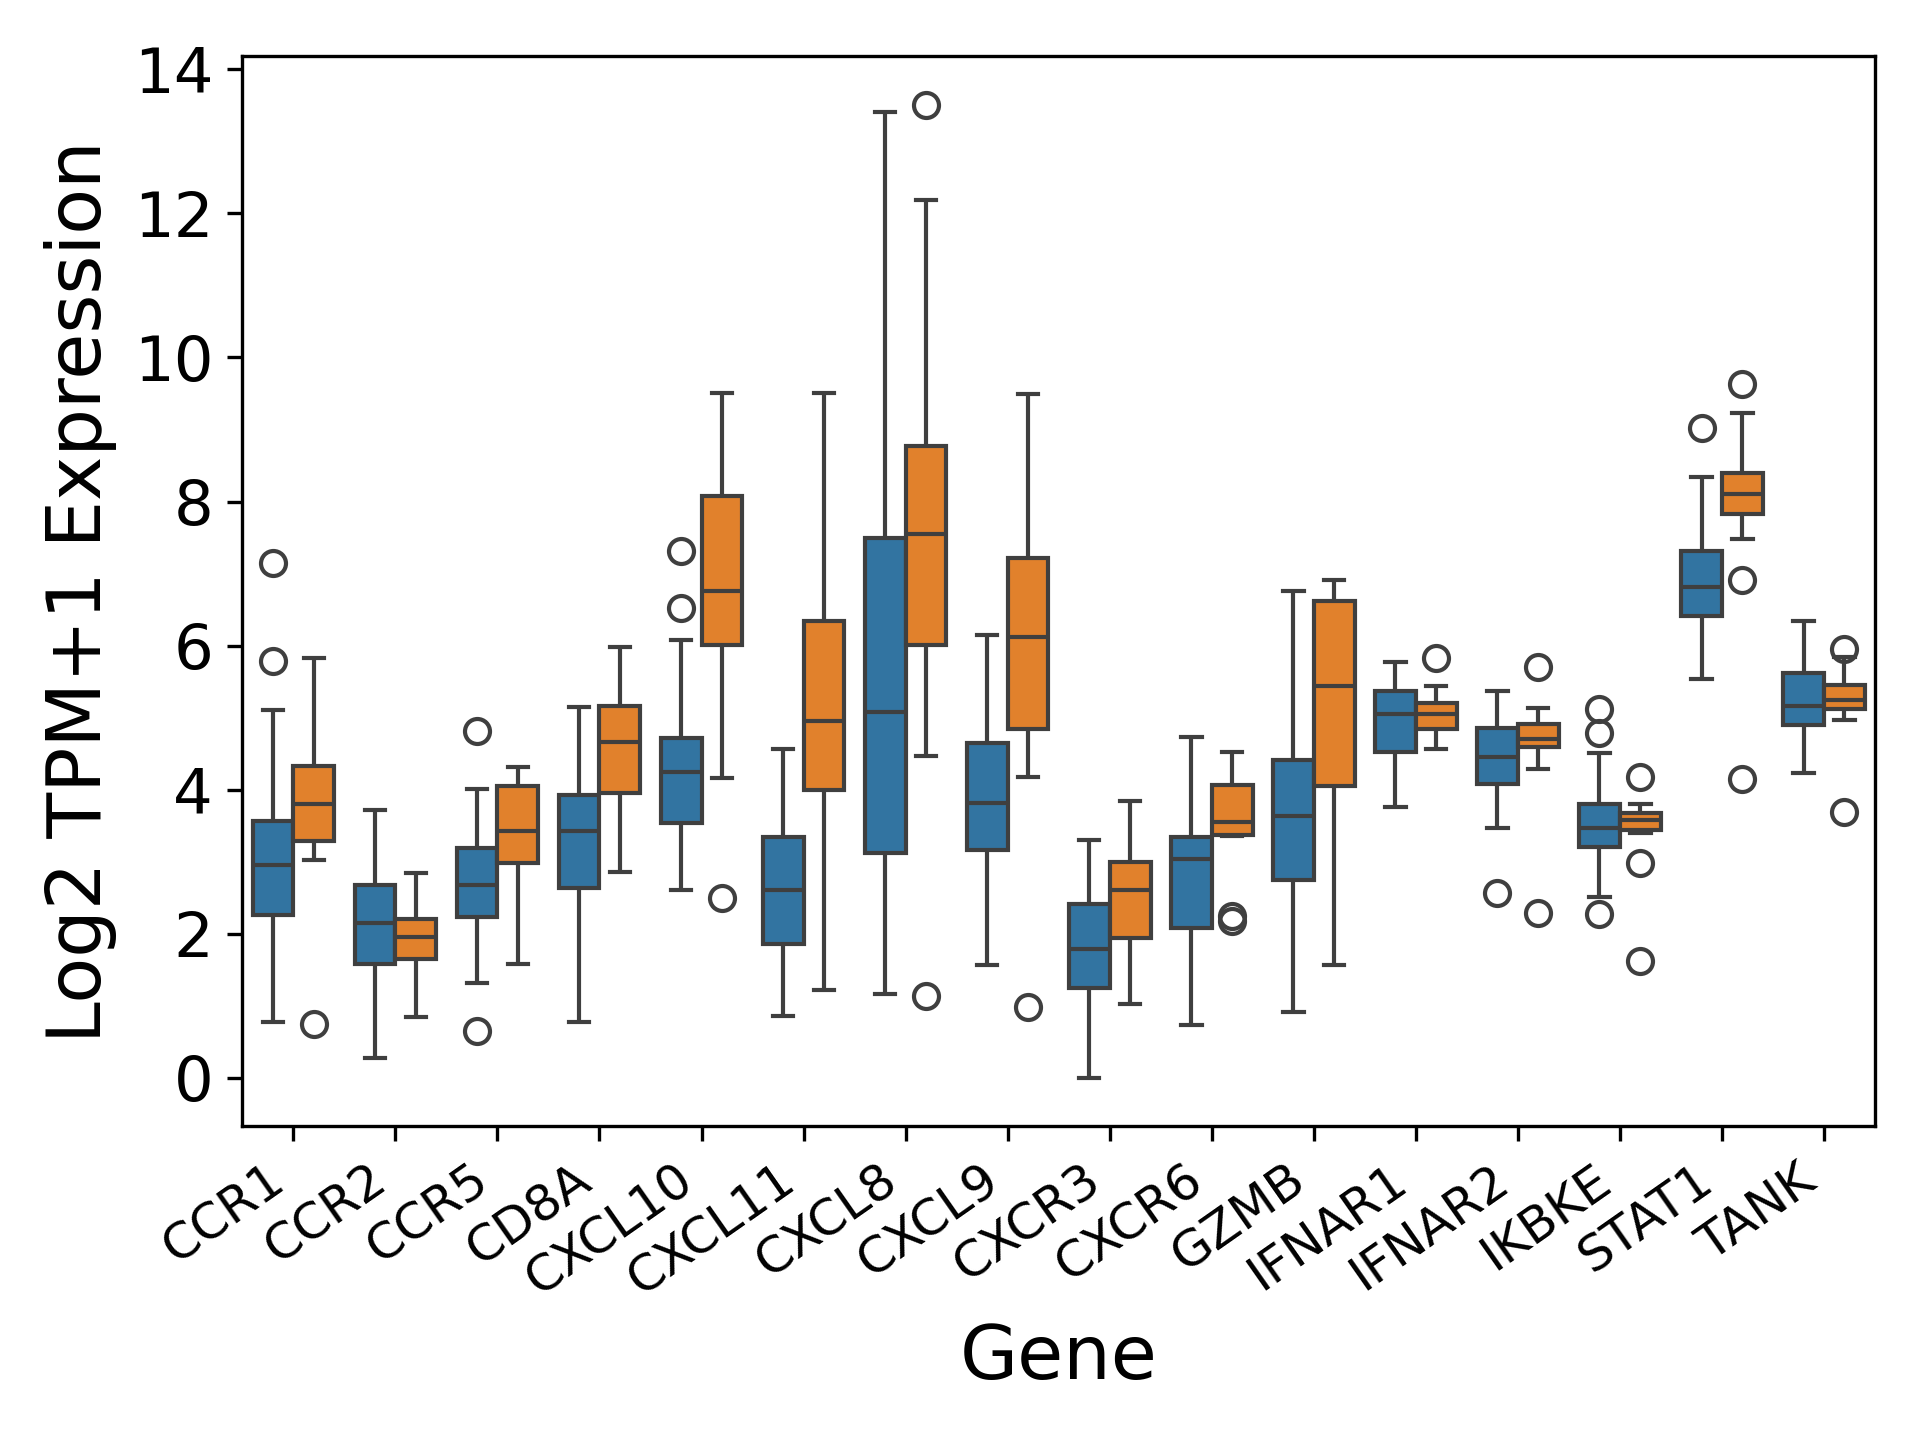 Log2 TPM+1 Expression
14
12
10
8
6
4
2
0
CCR1
CCR2
CCR5
CD8A
CXCL10
CXCL11
CXCL8
CXCL9
CXCR3
CXCR6
GZMB
IFNAR1
IFNAR2
IKBKE
STAT1
TANK
Gene